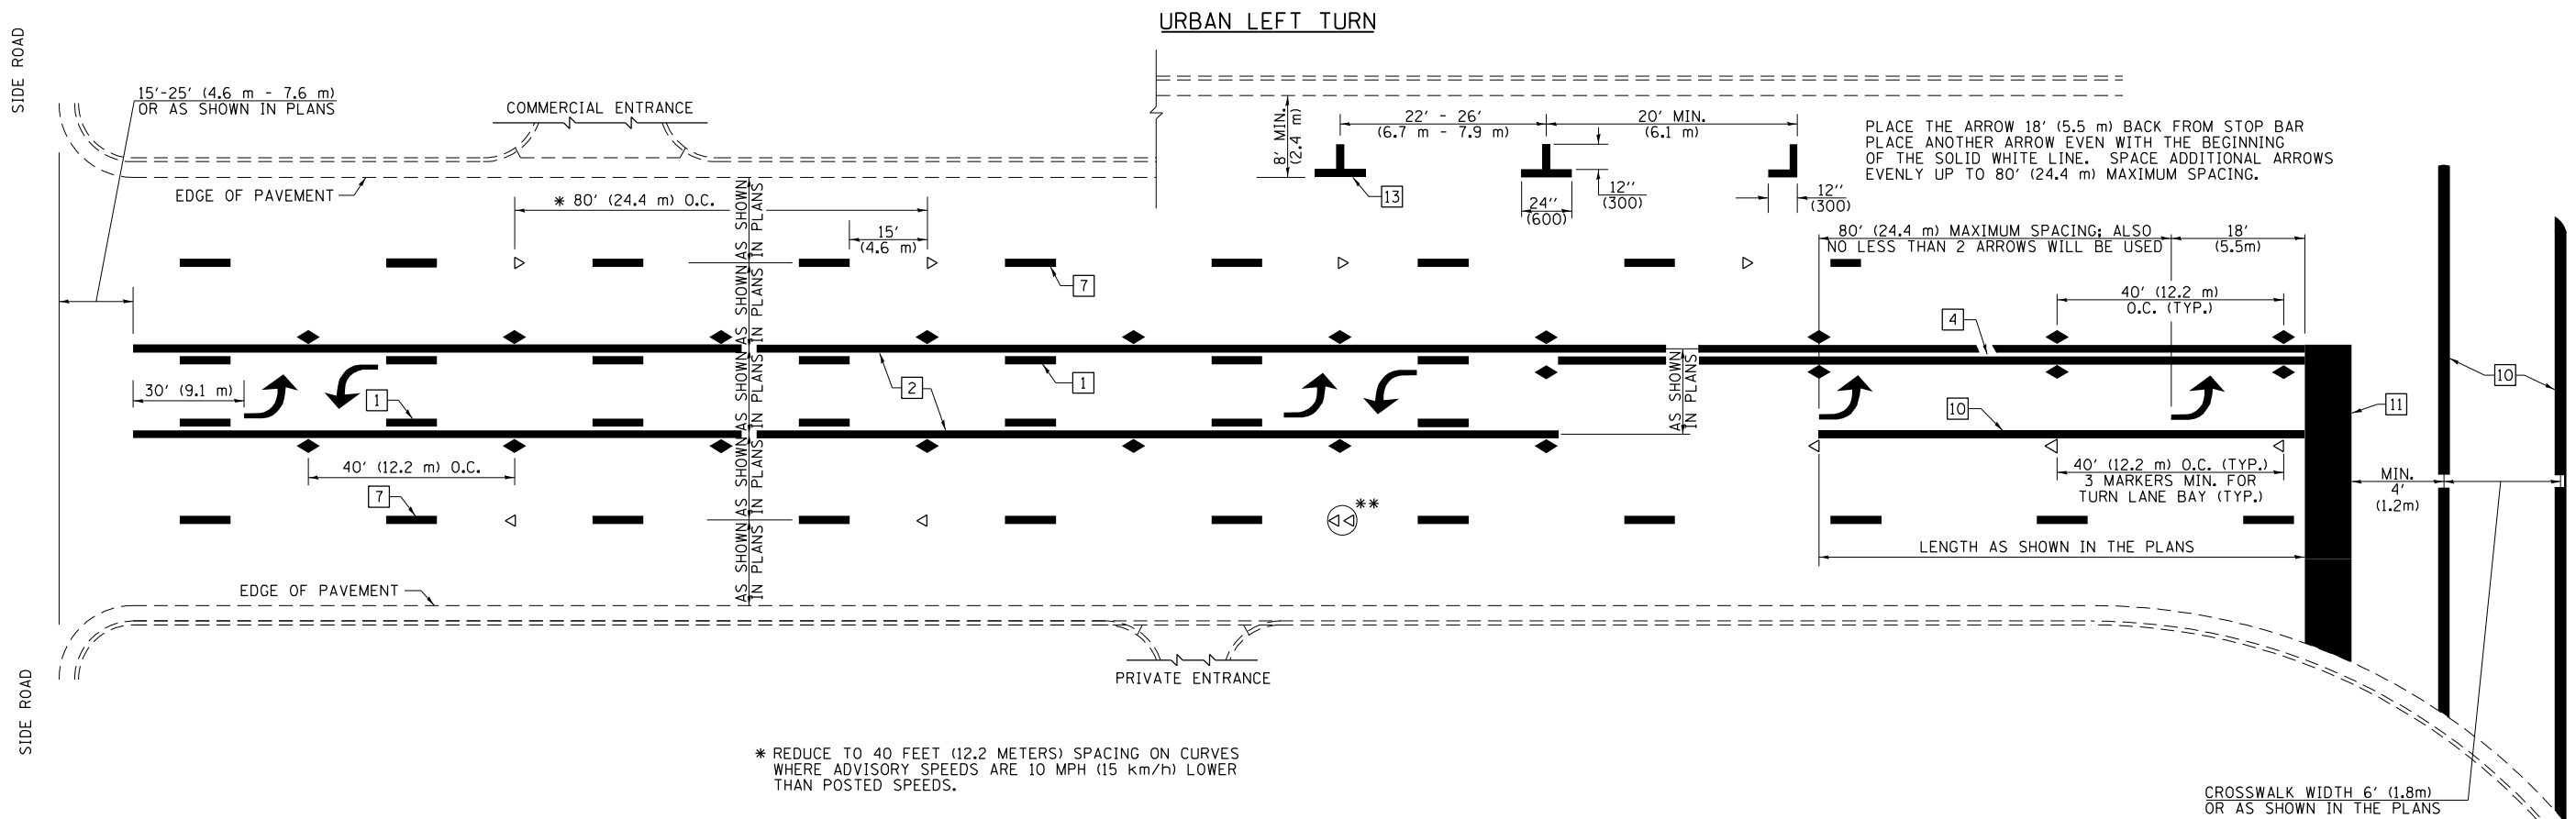 URBAN LEFT TURN
SIDE ROAD
15'-25' (4.6 m - 7.6 m)
OR AS SHOWN IN PLANS
COMMERCIAL ENTRANCE
EDGE OF PAVEMENT
* 80' (24.4 m) O.C.
15'
(4.6 m)
AS SHOWN
IN PLANS
8' MIN.
(2.4 m)
22' - 26'
(6.7 m - 7.9 m)
20' MIN.
(6.1 m)
13
24''
(600)
12''
(300)
12''
(300)
PLACE THE ARROW 18' (5.5 m) BACK FROM STOP BAR
PLACE ANOTHER ARROW EVEN WITH THE BEGINNING
OF THE SOLID WHITE LINE. SPACE ADDITIONAL ARROWS
EVENLY UP TO 80' (24.4 m) MAXIMUM SPACING.
80' (24.4 m) MAXIMUM SPACING; ALSO
NO LESS THAN 2 ARROWS WILL BE USED
18'
(5.5m)
7
AS SHOWN
IN PLANS
40' (12.2 m)
O.C. (TYP.)
4
30' (9.1 m)
1
2
1
AS SHOWN
IN PLANS
AS SHOWN
IN PLANS
10
11
10
40' (12.2 m) O.C.
7
AS SHOWN
IN PLANS
**
40' (12.2 m) O.C. (TYP.)
3 MARKERS MIN. FOR
TURN LANE BAY (TYP.)
MIN.
4'
(1.2m)
LENGTH AS SHOWN IN THE PLANS
AS SHOWN
IN PLANS
EDGE OF PAVEMENT
SIDE ROAD
PRIVATE ENTRANCE
* REDUCE TO 40 FEET (12.2 METERS) SPACING ON CURVES
WHERE ADVISORY SPEEDS ARE 10 MPH (15 km/h) LOWER
THAN POSTED SPEEDS.
CROSSWALK WIDTH 6' (1.8m)
OR AS SHOWN IN THE PLANS